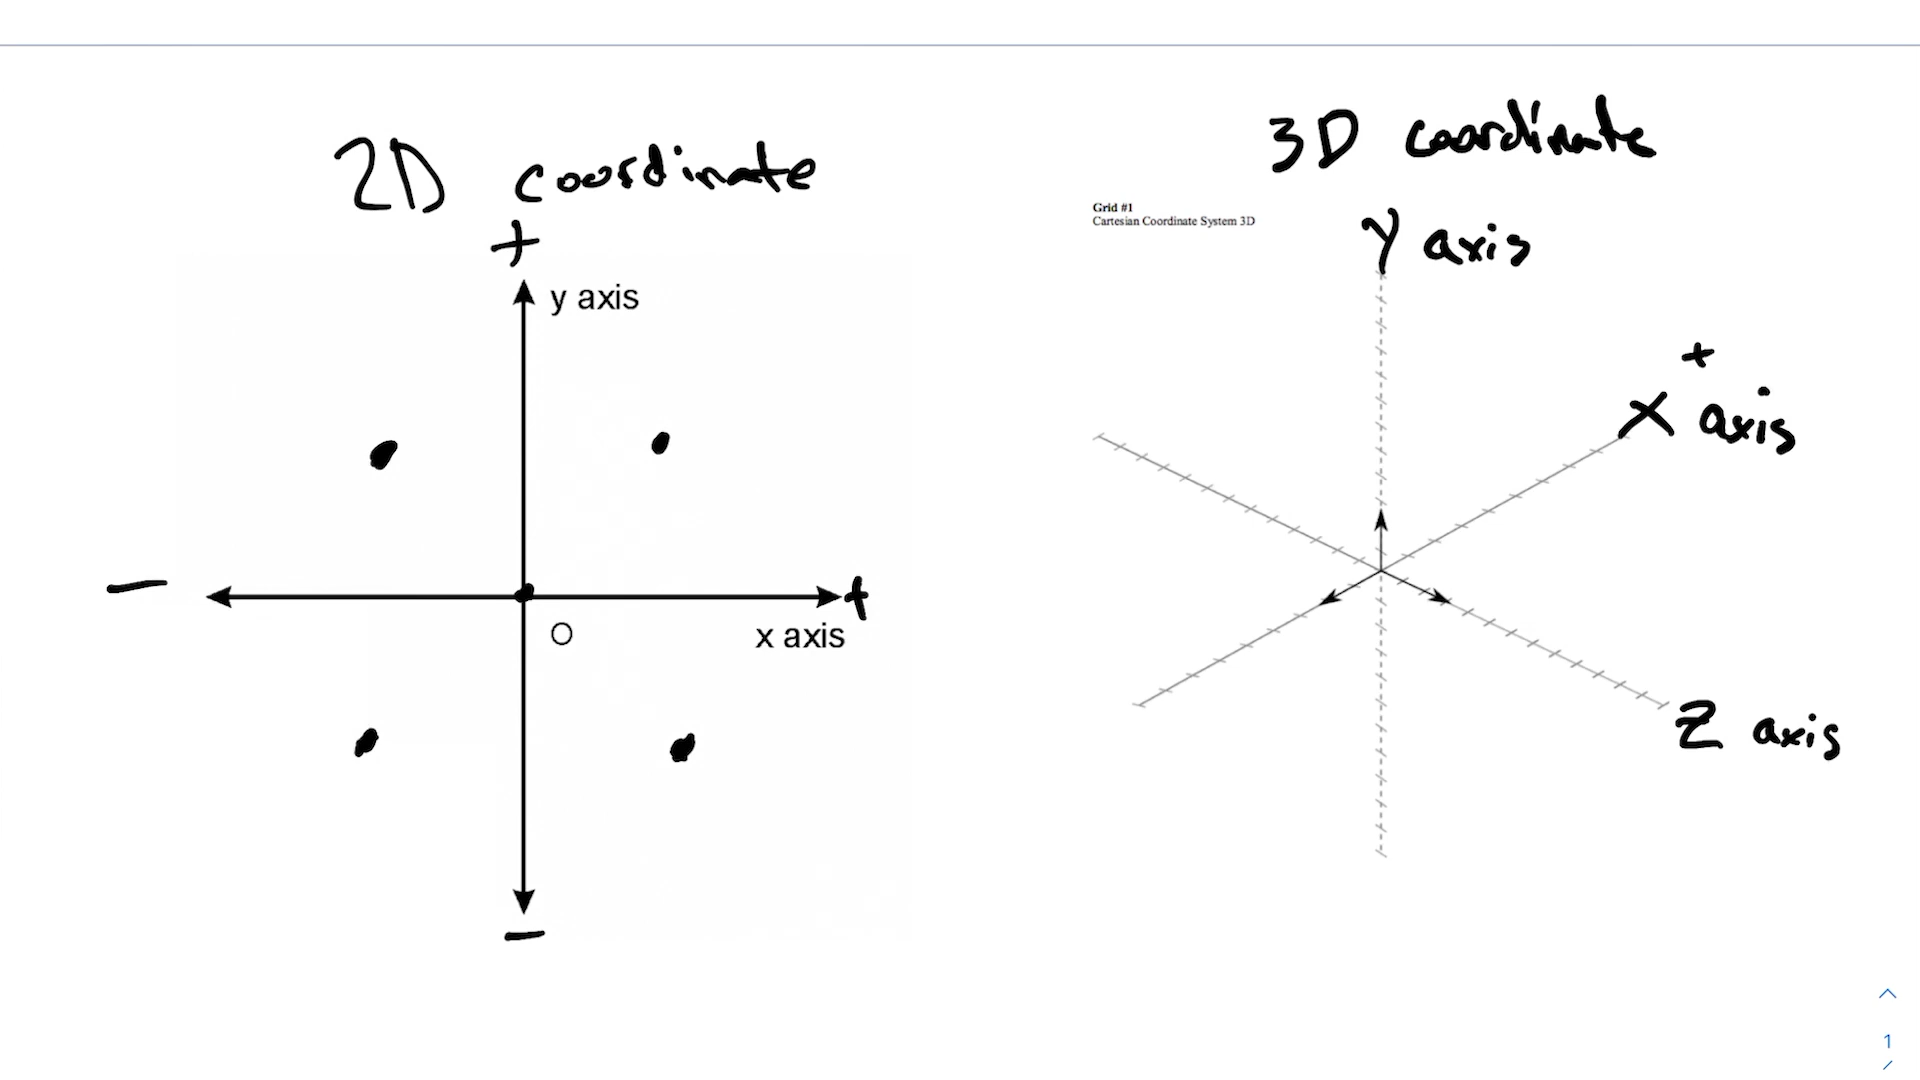 2D coordinate
+
y axis
-
+
O
x axis
-
3D coordinate
Grid #1
Cartesian Coordinate System 3D
Y axis
+
X axis
Z axis
1
/